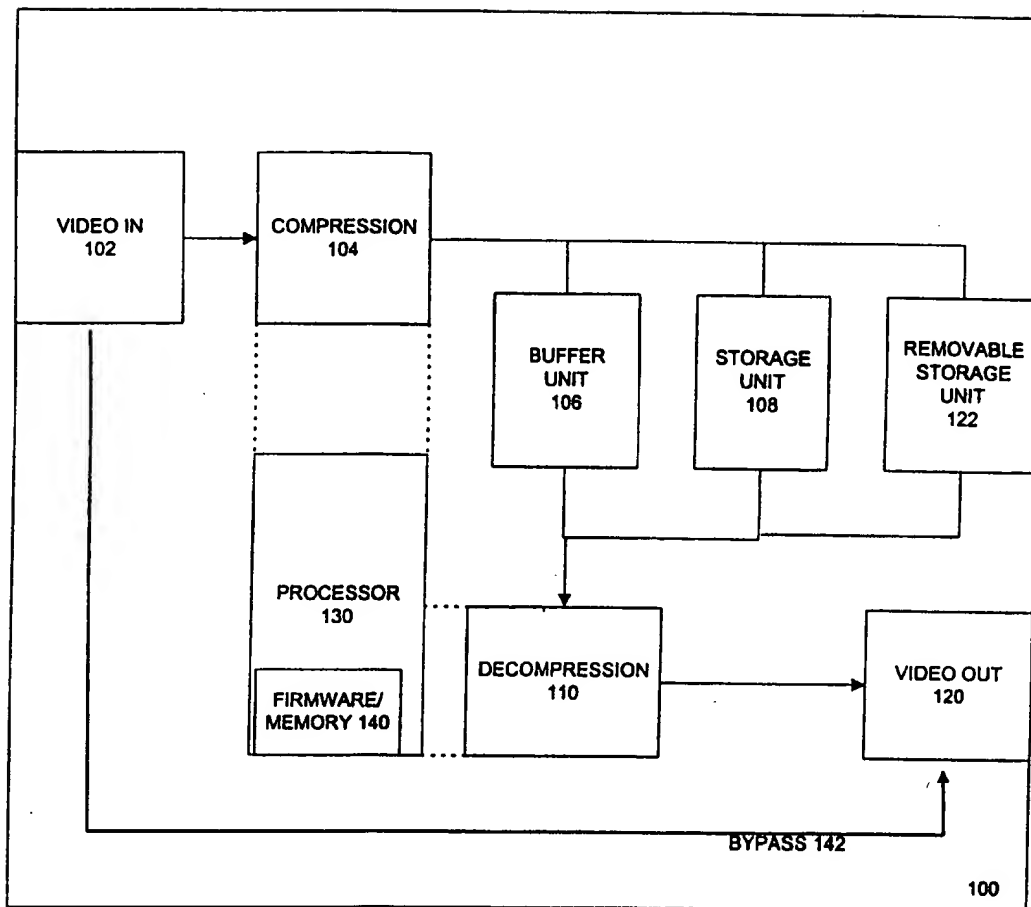 VIDEO IN
102
COMPRESSION
104
BUFFER
UNIT
106
STORAGE
UNIT
108
REMOVABLE
STORAGE
UNIT
122
PROCESSOR
130
FIRMWARE/
MEMORY 140
DECOMPRESSION
110
VIDEO OUT
120
BYPASS 142
100